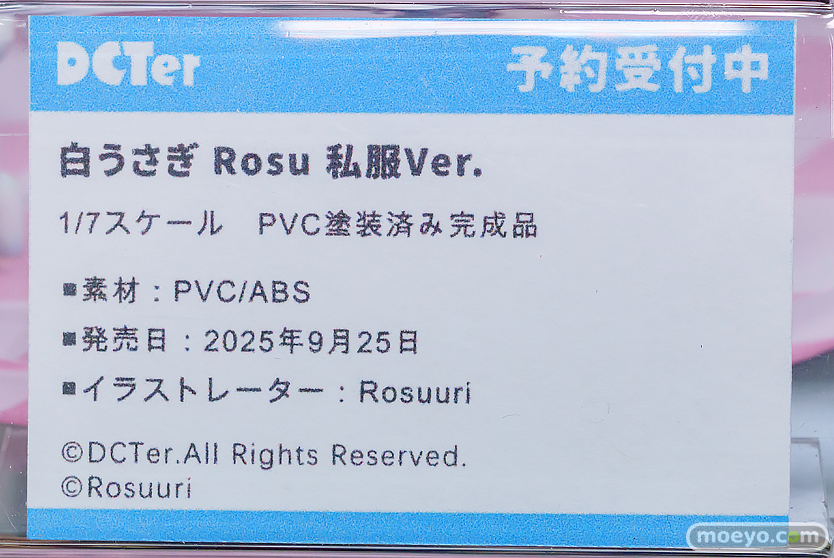 DCTer 予約受付中
白うさぎ Rosu 私服Ver.
1/7スケール PVC塗装済み完成品
■素材：PVC/ABS
■発売日：2025年9月25日
■イラストレーター：Rosuuri
©DCTer.All Rights Reserved.
©Rosuuri
moeyo.com